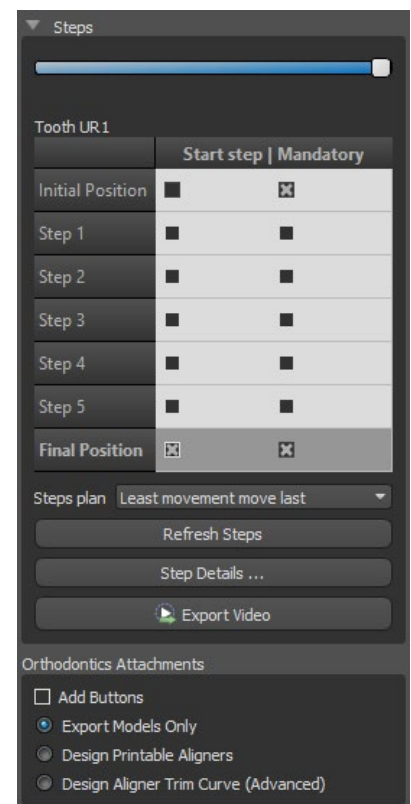 Steps
Tooth UR1
Start step | Mandatory
Initial Position
Step 1
Step 2
Step 3
Step 4
Step 5
Final Position
Steps plan Least movement move last
Refresh Steps
Step Details ...
Export Video
Orthodontics Attachments
Add Buttons
Export Models Only
Design Printable Aligners
Design Aligner Trim Curve (Advanced)